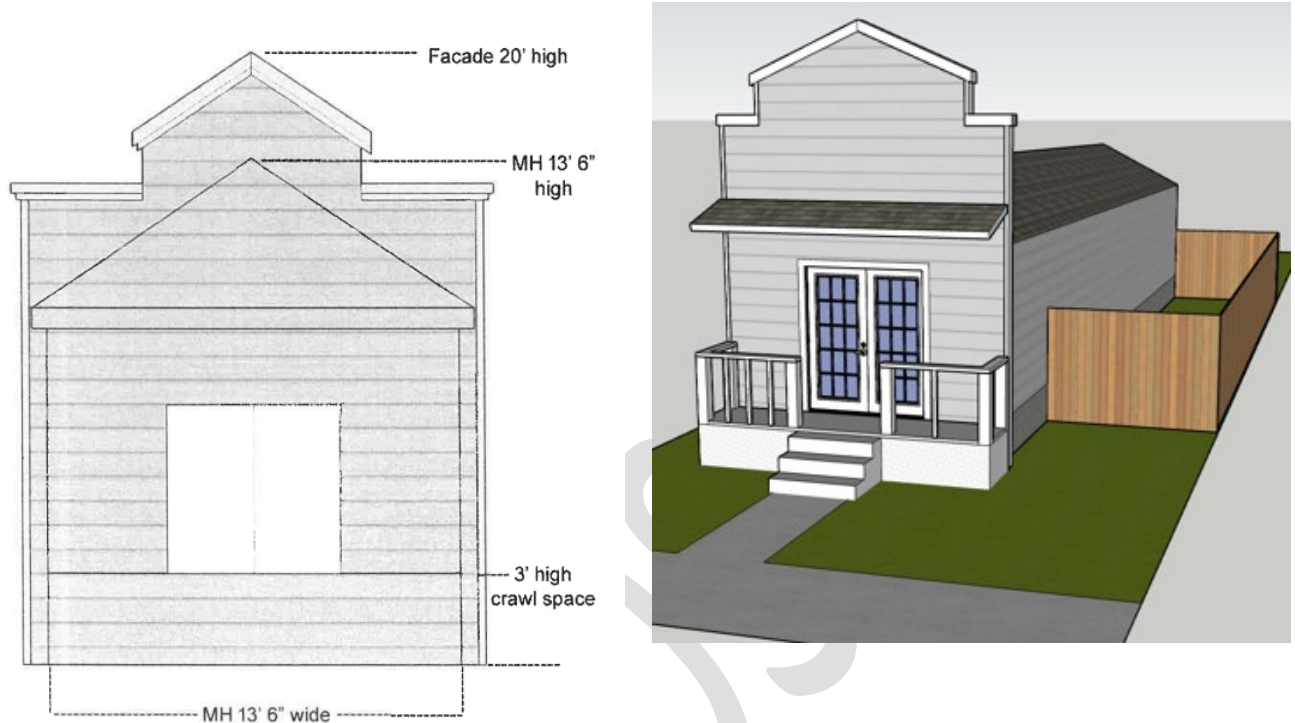 Facade 20' high
MH 13' 6"
high
3' high
crawl space
MH 13' 6" wide